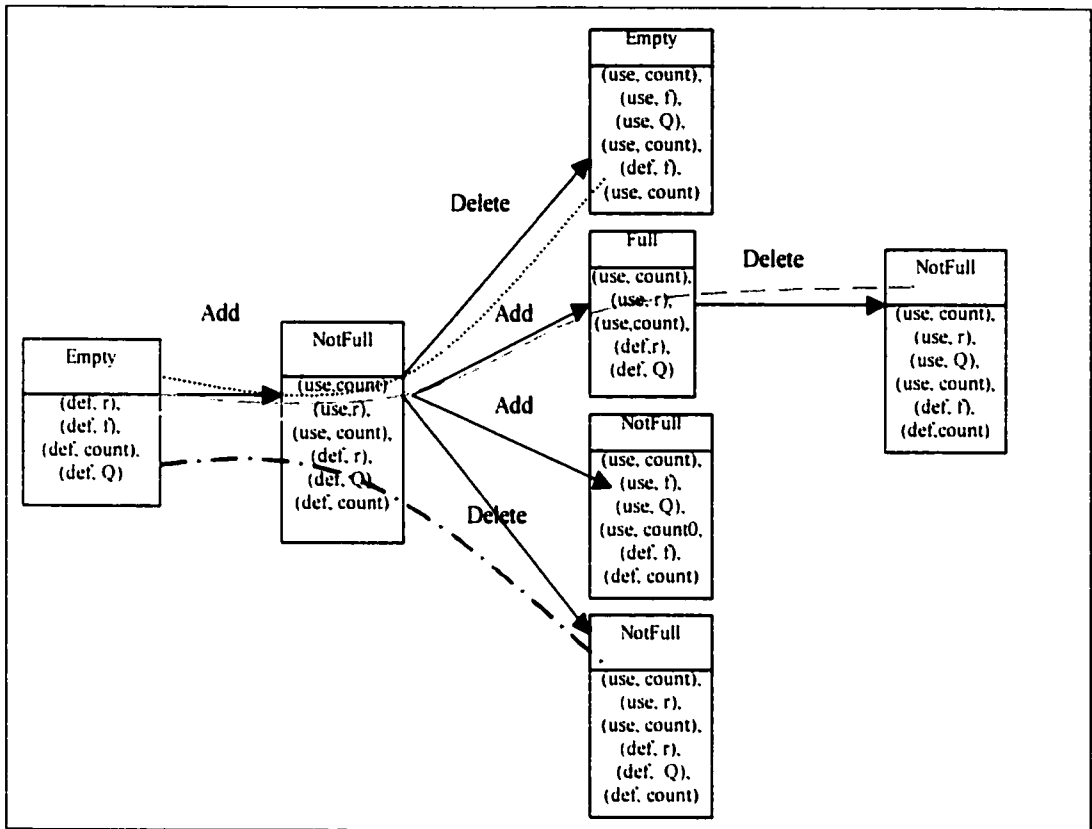 Empty
(def, r),
(def, f),
(def, count),
(def, Q)
Add
NotFull
(use,count)
(use,r),
(use, count),
(def, r),
(def, Q)
(def, count)
Delete
Empty
(use, count),
(use, f),
(use, Q),
(use, count),
(def, f),
(use, count)
Add
Full
(use, count),
(use, r),
(use,count),
(def,r),
(def, Q)
Delete
NotFull
(use, count),
(use, r),
(use, Q),
(use, count),
(def, f),
(def,count)
Add
NotFull
(use, count),
(use, f),
(use, Q),
(use, count0,
(def, f),
(def, count)
Delete
NotFull
(use, count),
(use, r),
(use, count),
(def, r),
(def, Q),
(def, count)